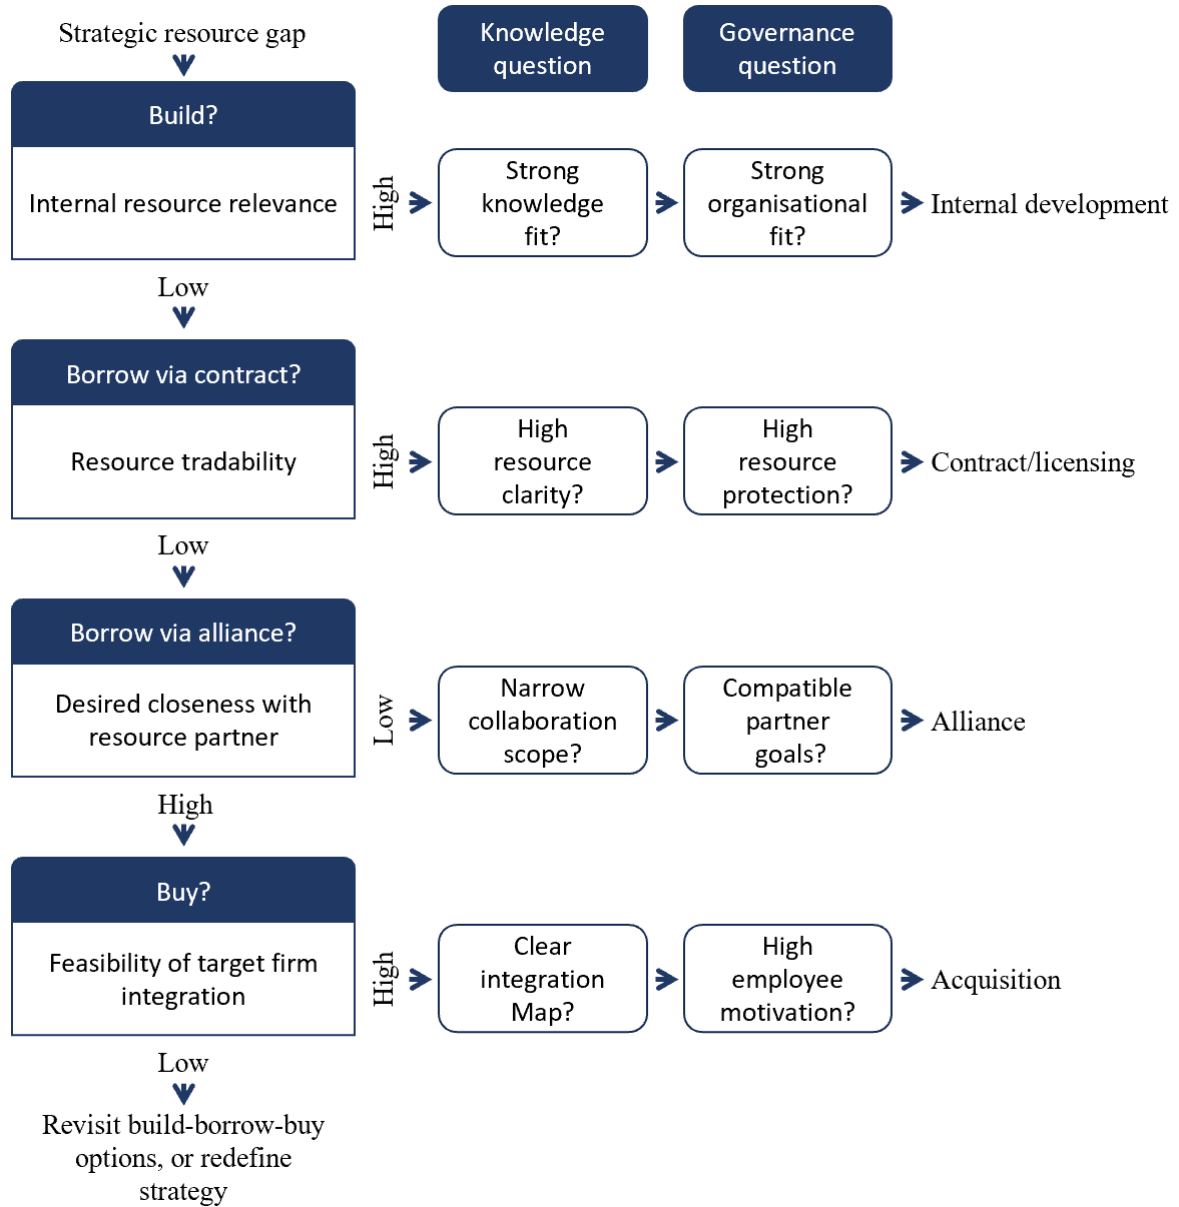 Strategic resource gap
Knowledge
question
Governance
question
Build?
Internal resource relevance
High
Strong
knowledge
fit?
Strong
organisational
fit?
Internal development
Low
Borrow via contract?
Resource tradability
High
High
resource
clarity?
High
resource
protection?
Contract/licensing
Low
Borrow via alliance?
Desired closeness with
resource partner
Low
Narrow
collaboration
scope?
Compatible
partner
goals?
Alliance
High
Buy?
Feasibility of target firm
integration
High
Clear
integration
Map?
High
employee
motivation?
Acquisition
Low
Revisit build-borrow-buy
options, or redefine
strategy